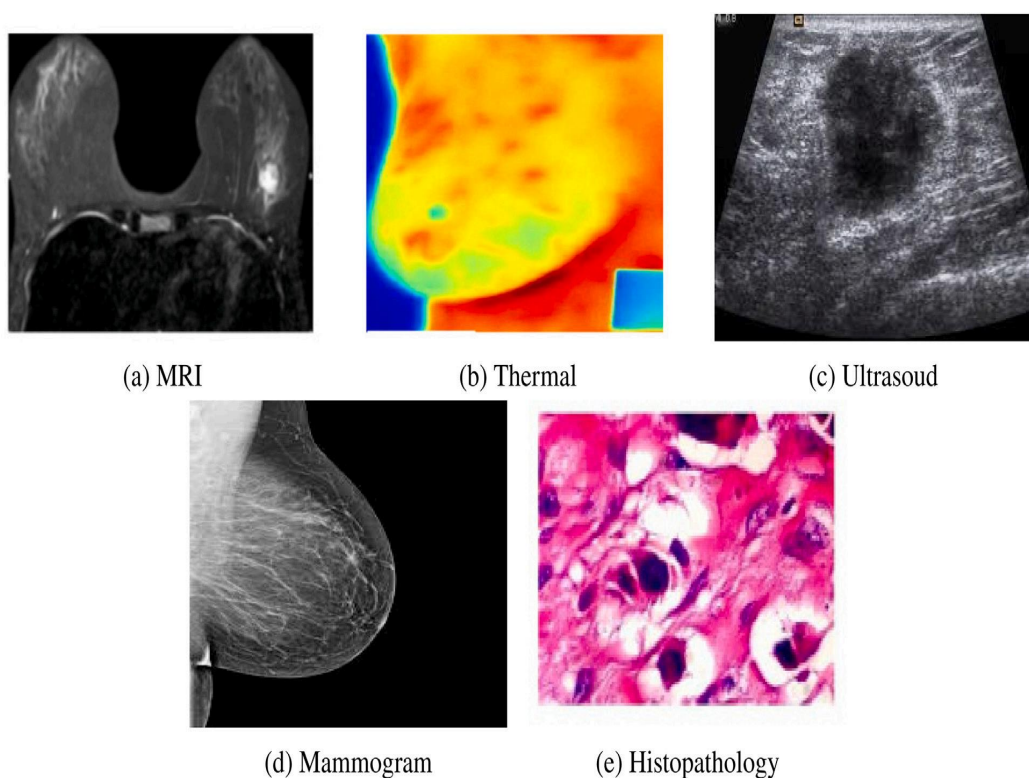 (a) MRI
(b) Thermal
(c) Ultrasoud
(d) Mammogram
(e) Histopathology